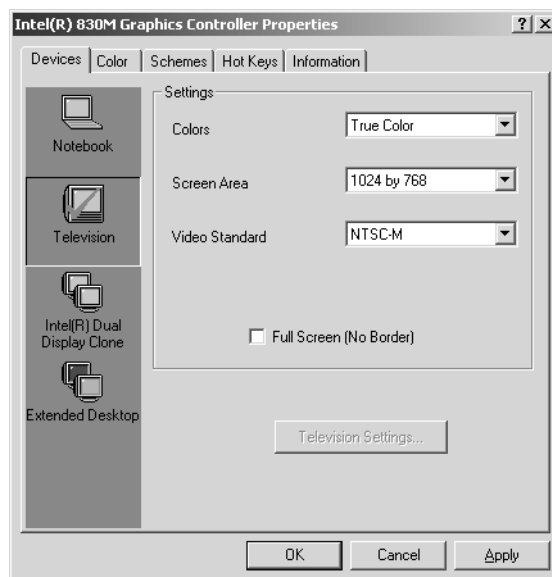 Intel(R) 830M Graphics Controller Properties
Devices
Color
Schemes
Hot Keys
Information
Notebook
Television
Intel(R) Dual
Display Clone
Extended Desktop
Settings
Colors
True Color
Screen Area
1024 by 768
Video Standard
NTSC-M
Full Screen (No Border)
Television Settings...
OK
Cancel
Apply